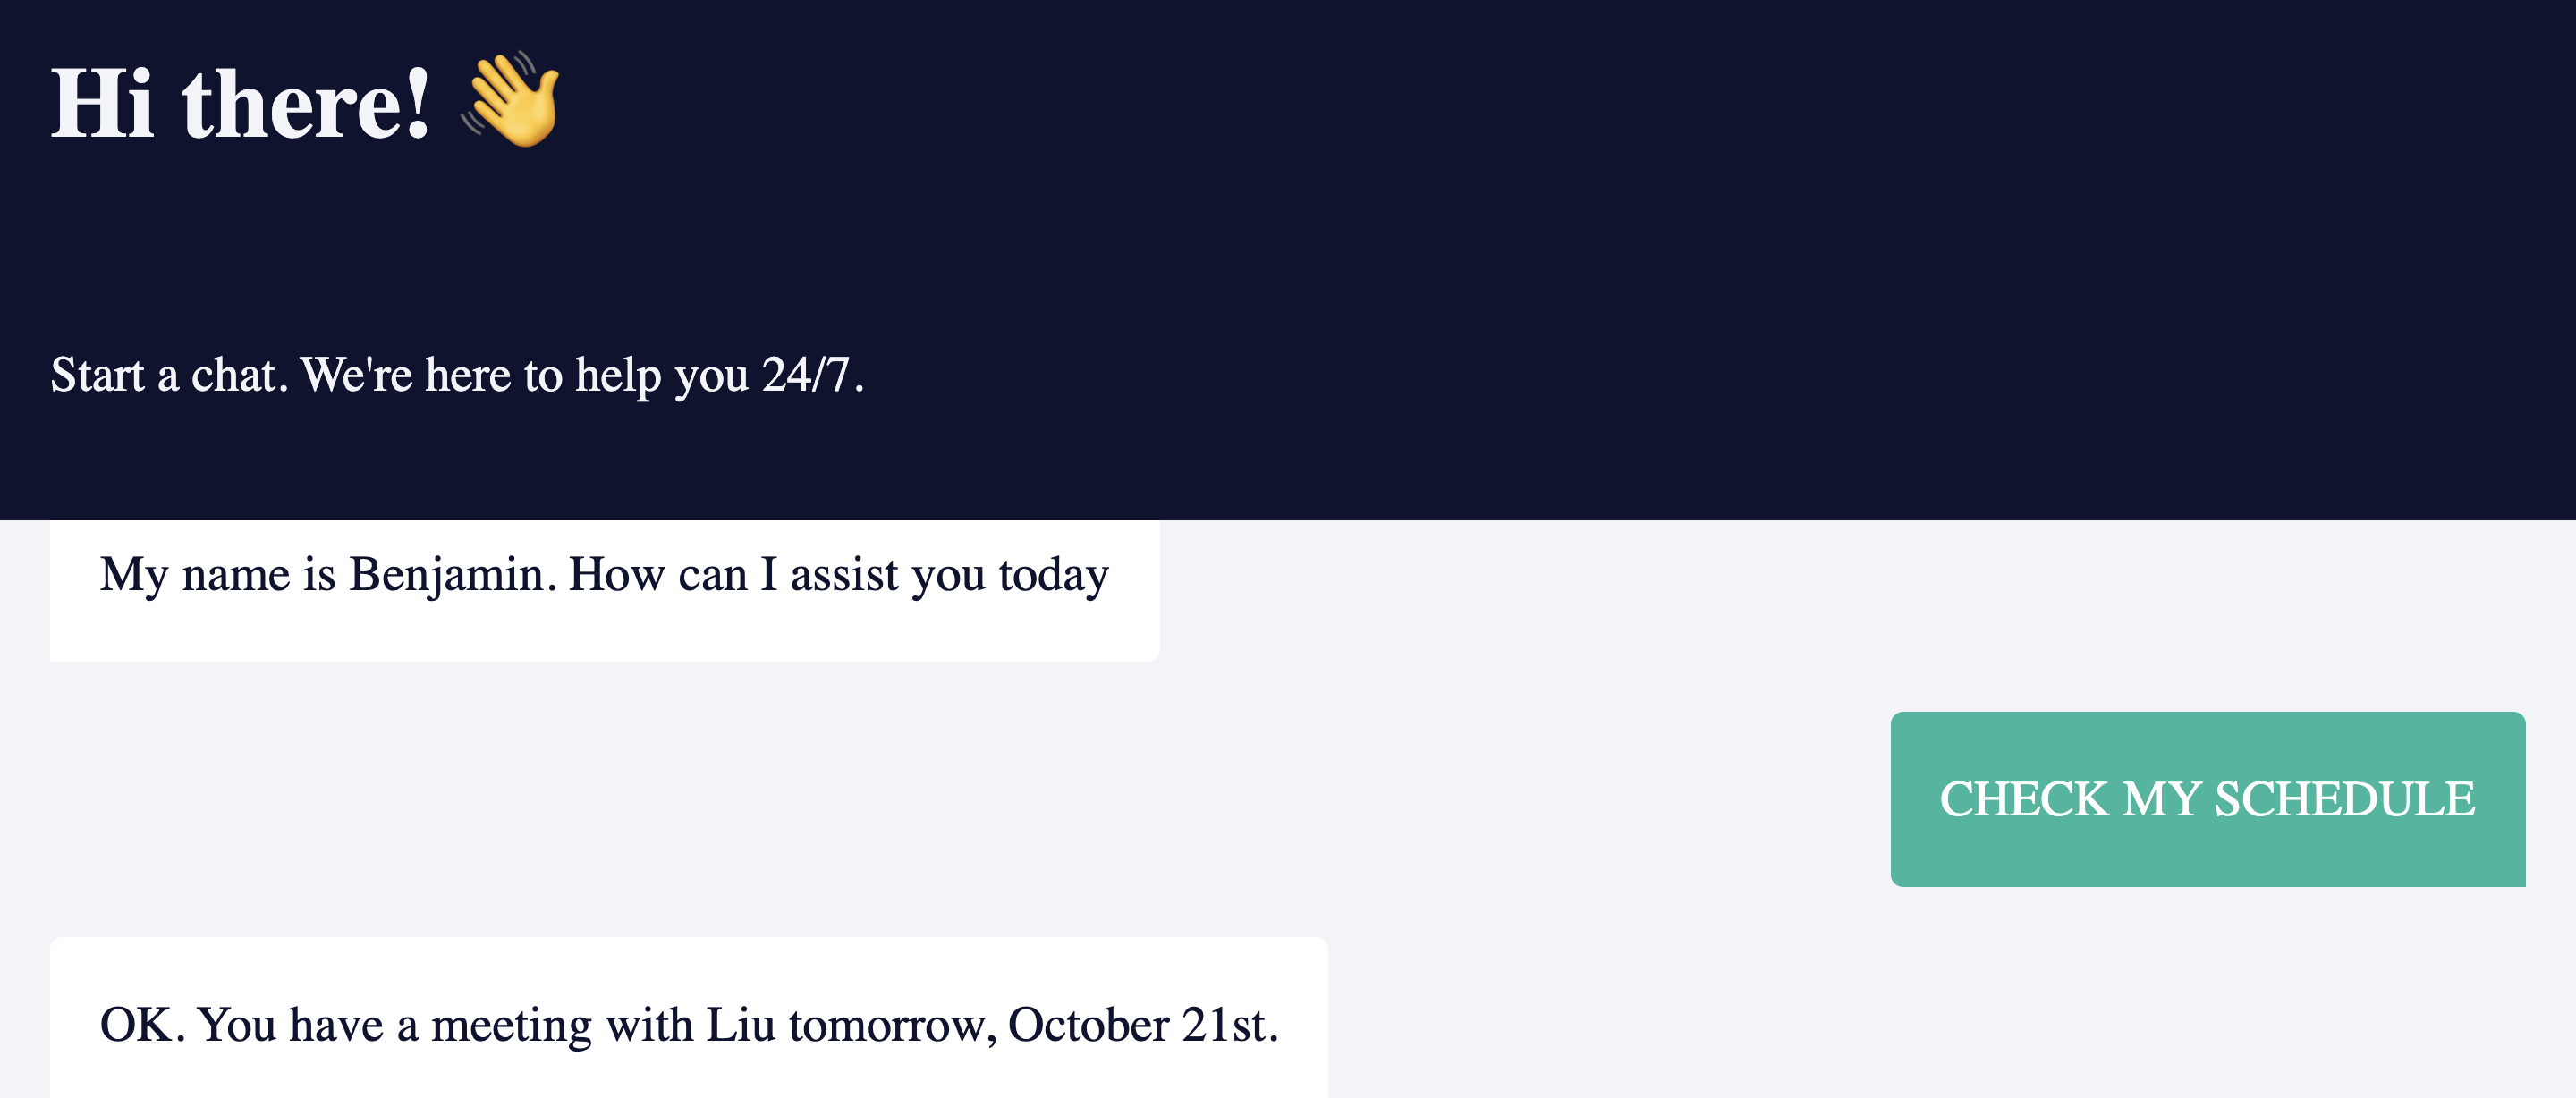 Hi there! 👋
Start a chat. We're here to help you 24/7.
My name is Benjamin. How can I assist you today
CHECK MY SCHEDULE
OK. You have a meeting with Liu tomorrow, October 21st.